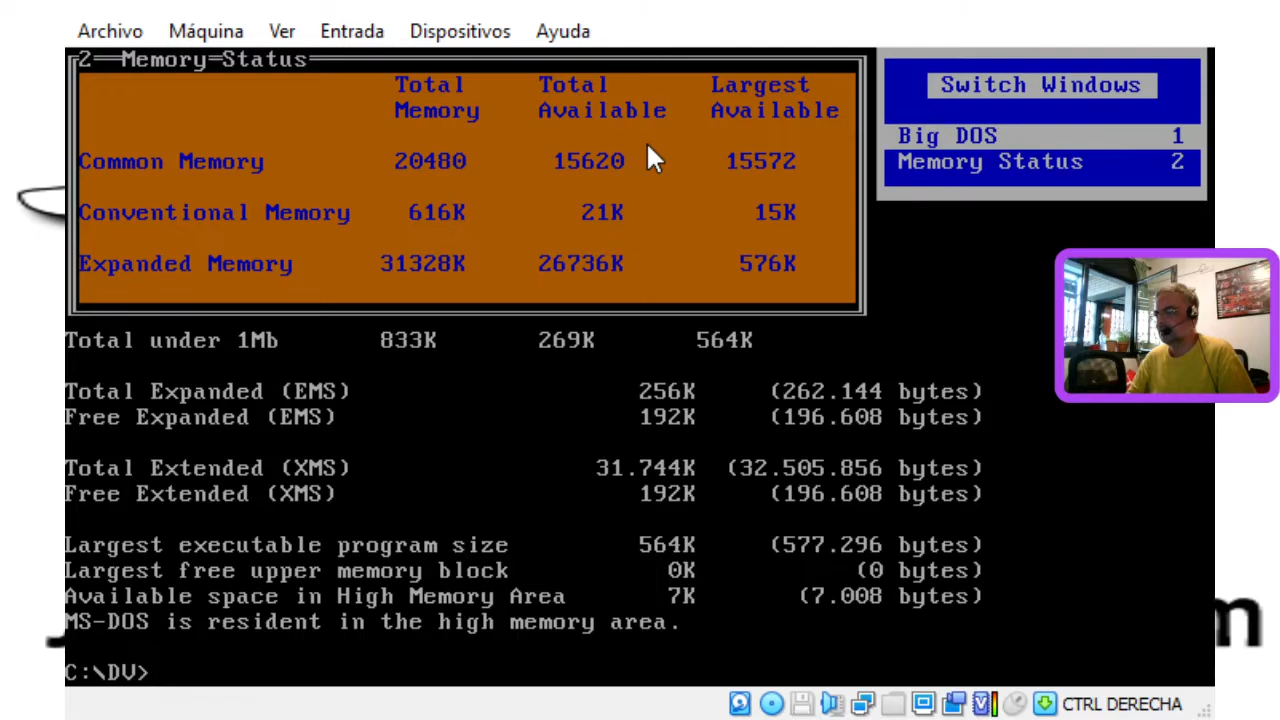 Archivo Máquina Ver Entrada Dispositivos Ayuda
2 Memory Status
Total Total Largest
Memory Available Available
Common Memory 20480 15620 15572
Conventional Memory 616K 21K 15K
Expanded Memory 31328K 26736K 576K
Switch Windows
Big DOS 1
Memory Status 2
Total under 1Mb 833K 269K 564K
Total Expanded (EMS) 256K (262.144 bytes)
Free Expanded (EMS) 192K (196.608 bytes)
Total Extended (XMS) 31.744K (32.505.856 bytes)
Free Extended (XMS) 192K (196.608 bytes)
Largest executable program size 564K (577.296 bytes)
Largest free upper memory block 0K (0 bytes)
Available space in High Memory Area 7K (7.008 bytes)
MS-DOS is resident in the high memory area.
C:\DV>
CTRL DERECHA